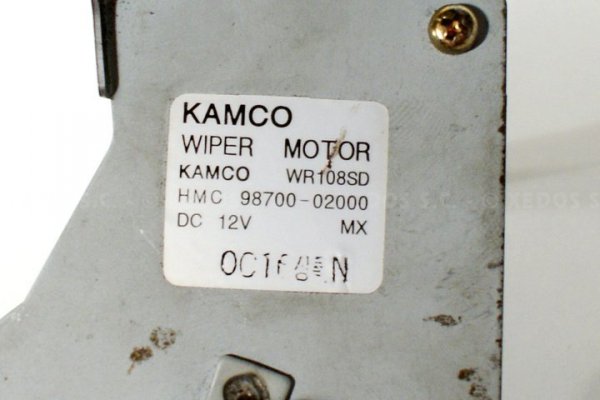 KAMCO
WIPER MOTOR
KAMCO WR108SD
HMC 98700-02000
DC 12V MX